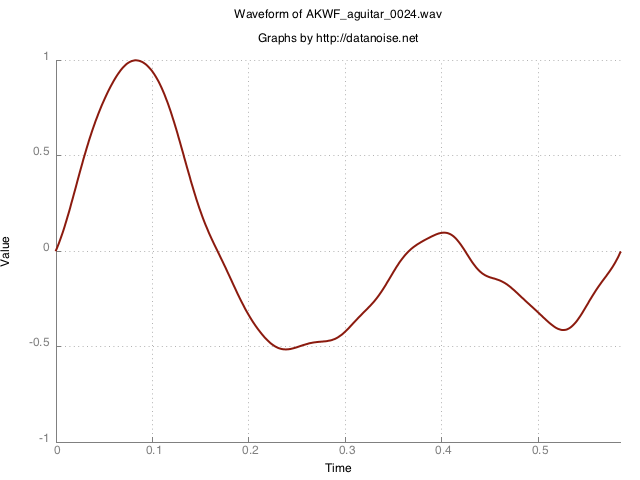 Waveform of AKWF_aguitar_0024.wav
Graphs by http://datanoise.net
1
0.5
0
-0.5
-1
Value
0 0.1 0.2 0.3 0.4 0.5
Time